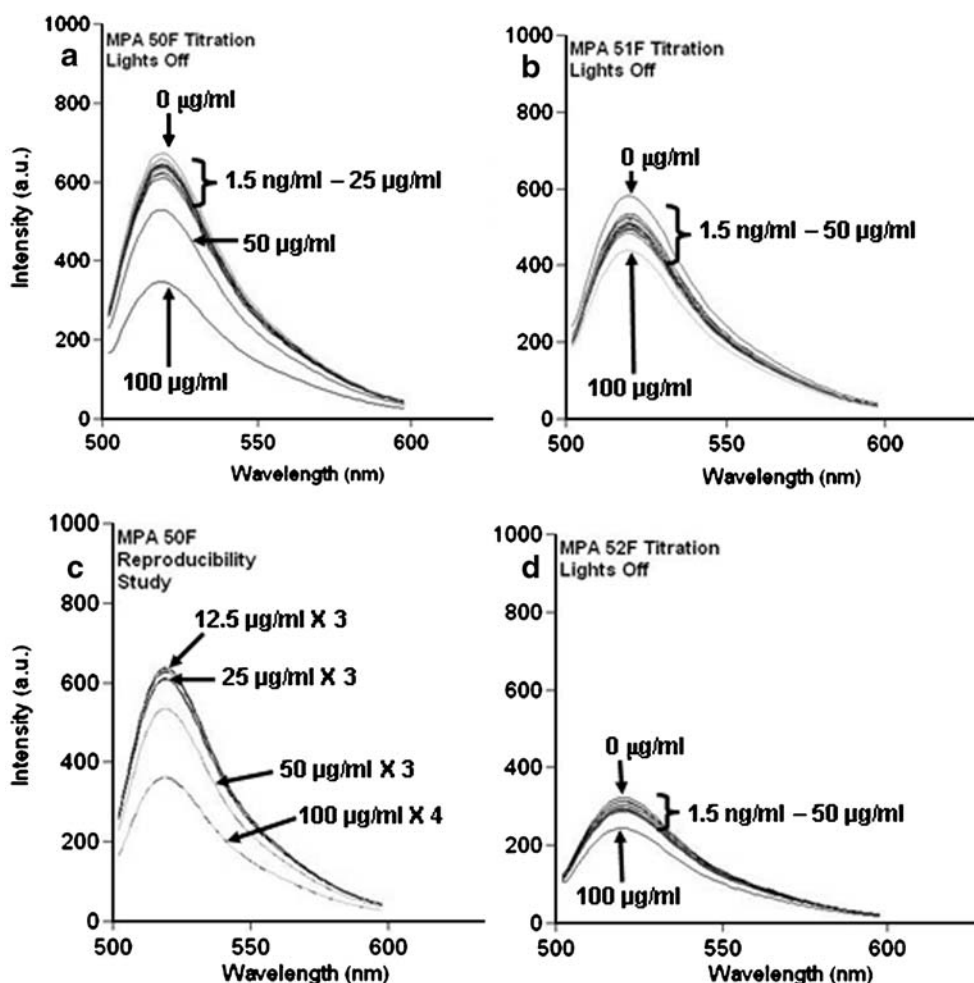 1000
a
MPA 50F Titration
Lights Off
800
0 µg/ml
600
1.5 ng/ml – 25 µg/ml
50 µg/ml
400
200
100 µg/ml
0
500
550
600
Wavelength (nm)
Intensity (a.u.)
1000
b
MPA 51F Titration
Lights Off
800
0 µg/ml
600
1.5 ng/ml – 50 µg/ml
400
200
100 µg/ml
0
500
550
600
Wavelength (nm)
1000
c
MPA 50F
Reproducibility
Study
800
12.5 µg/ml X 3
600
25 µg/ml X 3
400
50 µg/ml X 3
200
100 µg/ml X 4
0
500
550
600
Wavelength (nm)
Intensity (a.u.)
1000
d
MPA 52F Titration
Lights Off
800
600
0 µg/ml
400
1.5 ng/ml – 50 µg/ml
200
100 µg/ml
0
500
550
600
Wavelength (nm)